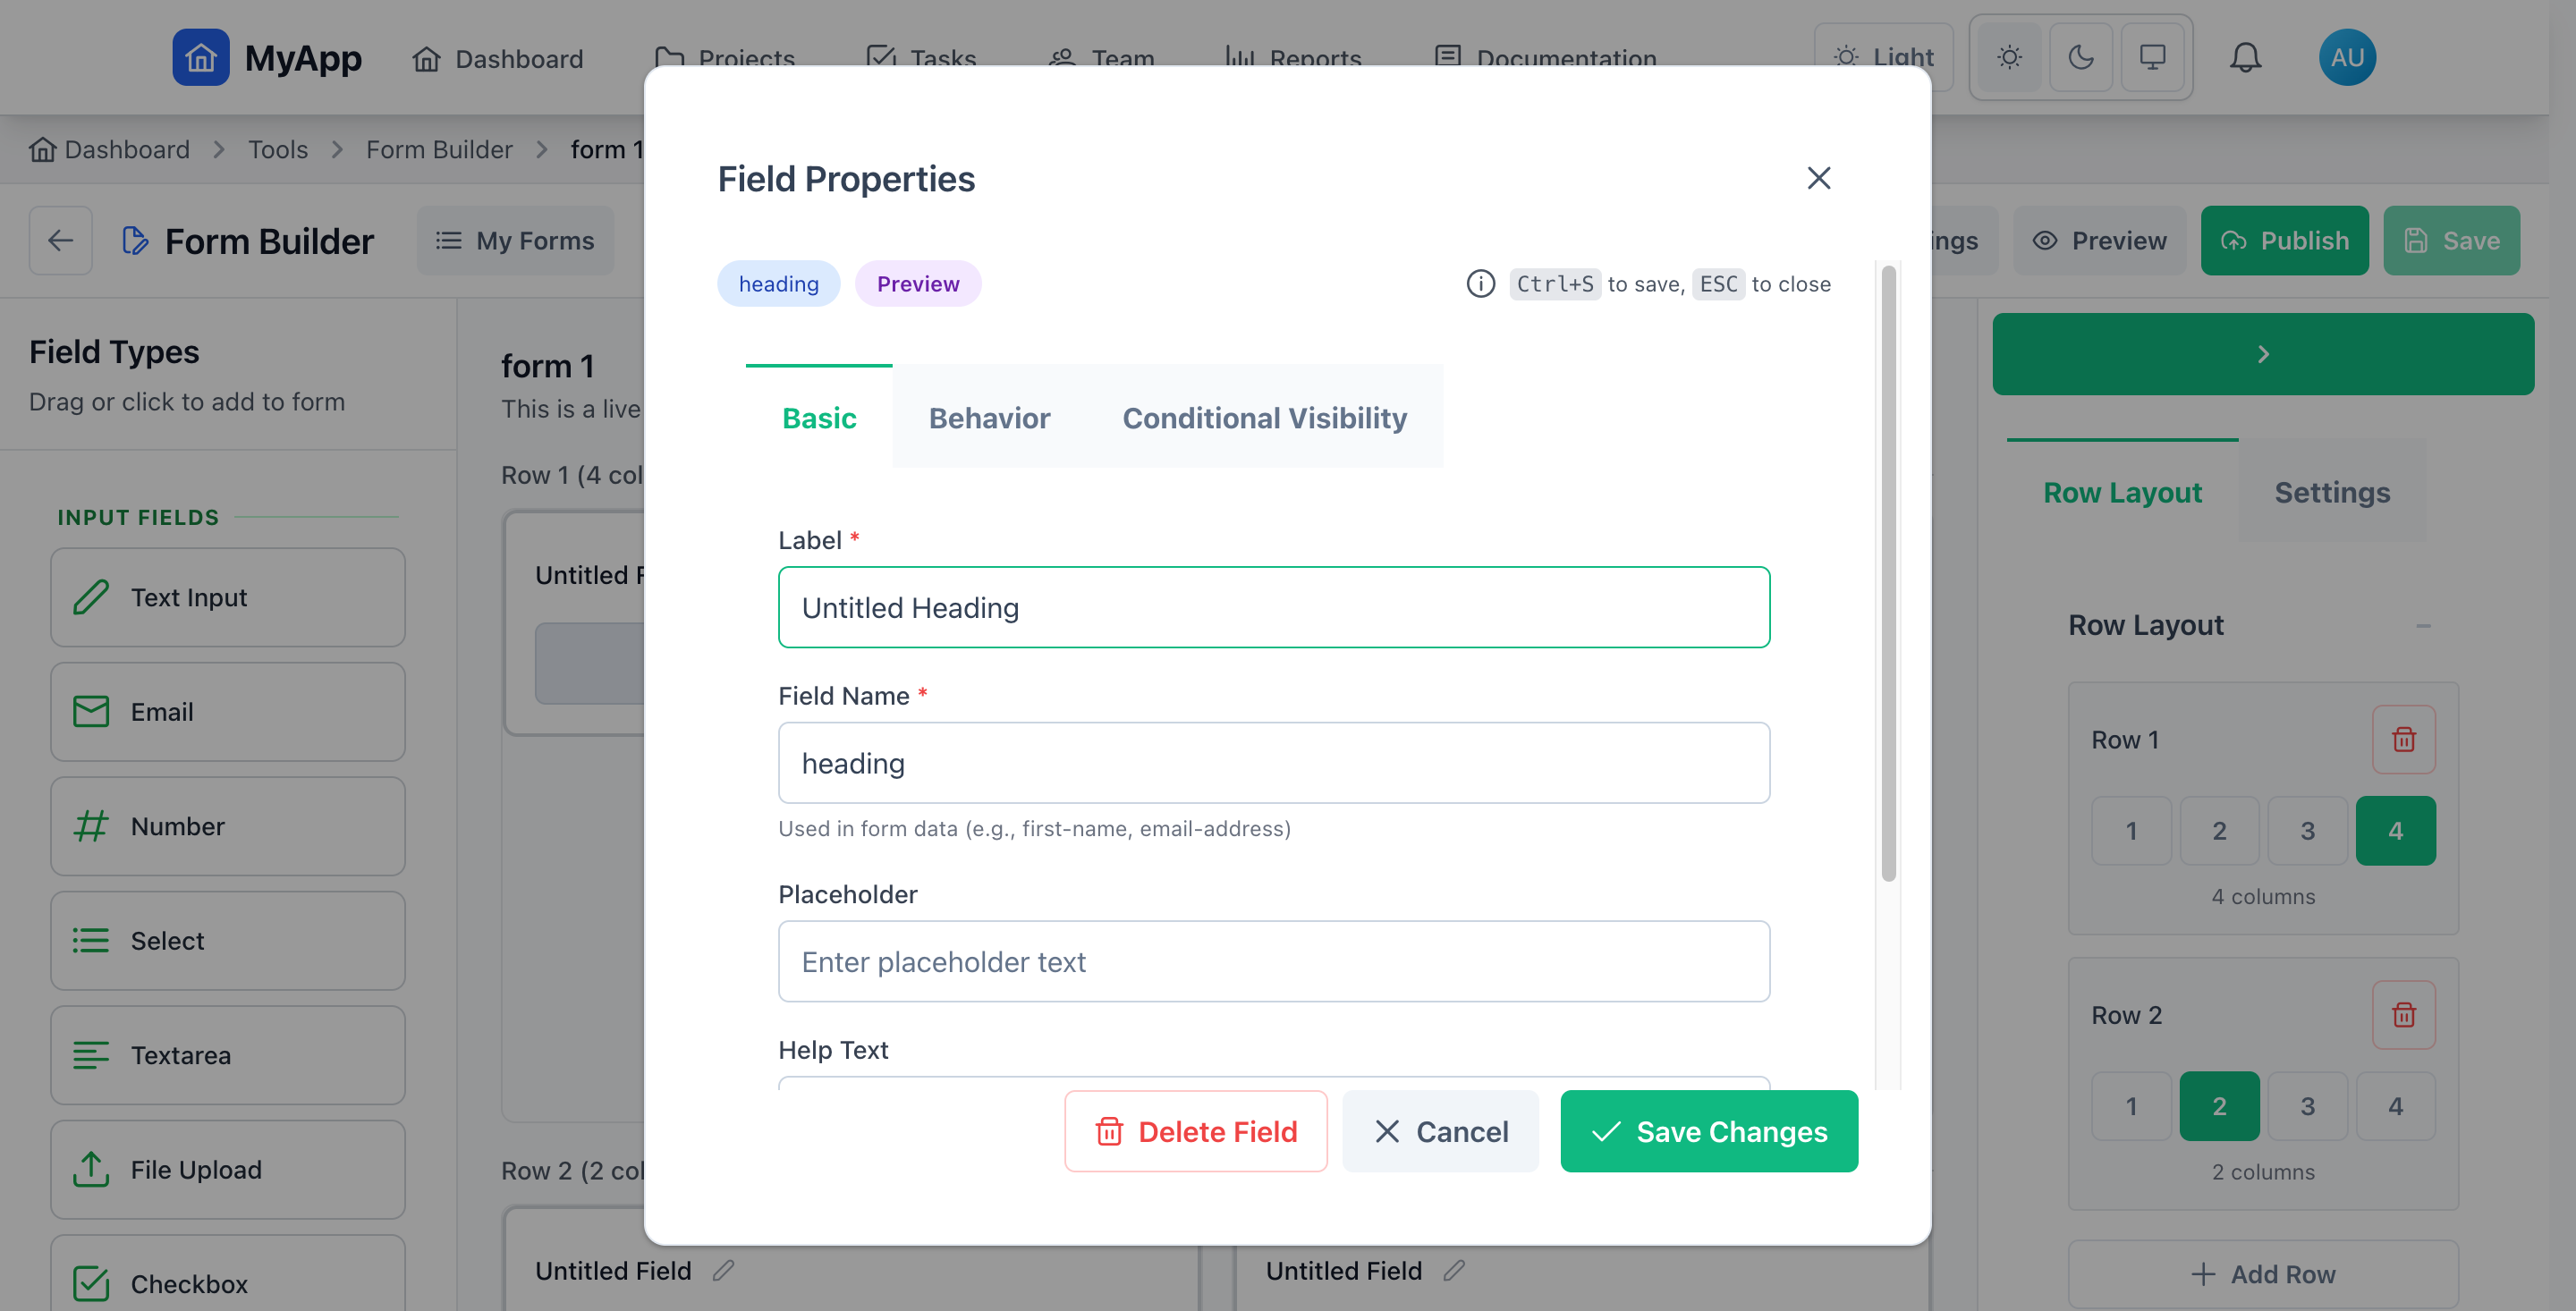 MyApp
Dashboard
Projects
Tasks
Team
Reports
Documentation
Light
AU
Dashboard
Tools
Form Builder
form 1
Form Builder
My Forms
Preview
Publish
Save
Field Types
Drag or click to add to form
INPUT FIELDS
Text Input
Email
Number
Select
Textarea
File Upload
Checkbox
form 1
This is a live
Row 1 (4 col
Untitled F
Row 2 (2 col
Untitled Field
Untitled Field
Field Properties
heading
Preview
Ctrl+S to save, ESC to close
Basic
Behavior
Conditional Visibility
Label *
Untitled Heading
Field Name *
heading
Used in form data (e.g., first-name, email-address)
Placeholder
Enter placeholder text
Help Text
Delete Field
Cancel
Save Changes
Row Layout
Settings
Row Layout
Row 1
1 2 3 4
4 columns
Row 2
1 2 3 4
2 columns
Add Row